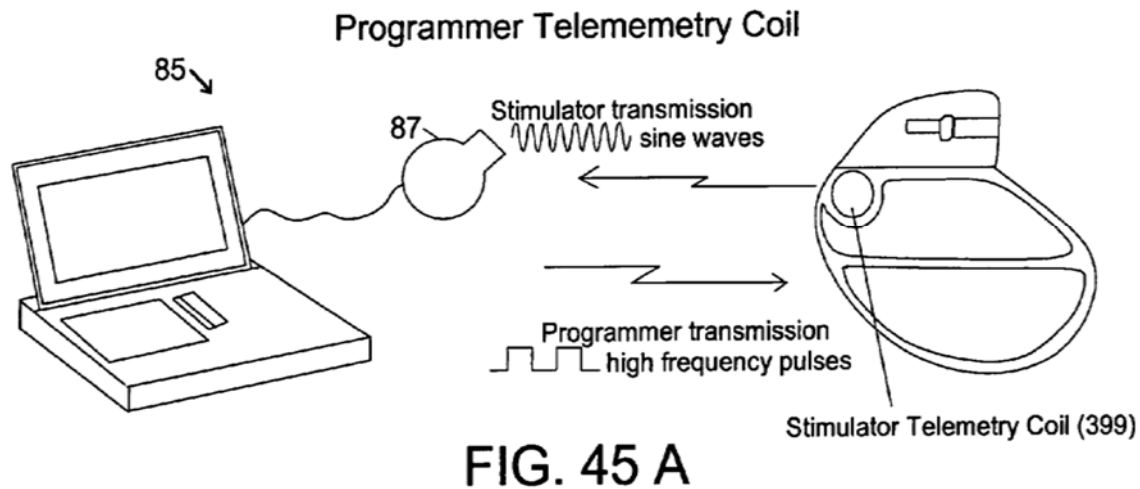 Programmer Telememetry Coil
85
87
Stimulator transmission
sine waves
Programmer transmission
high frequency pulses
Stimulator Telemetry Coil (399)
FIG. 45 A